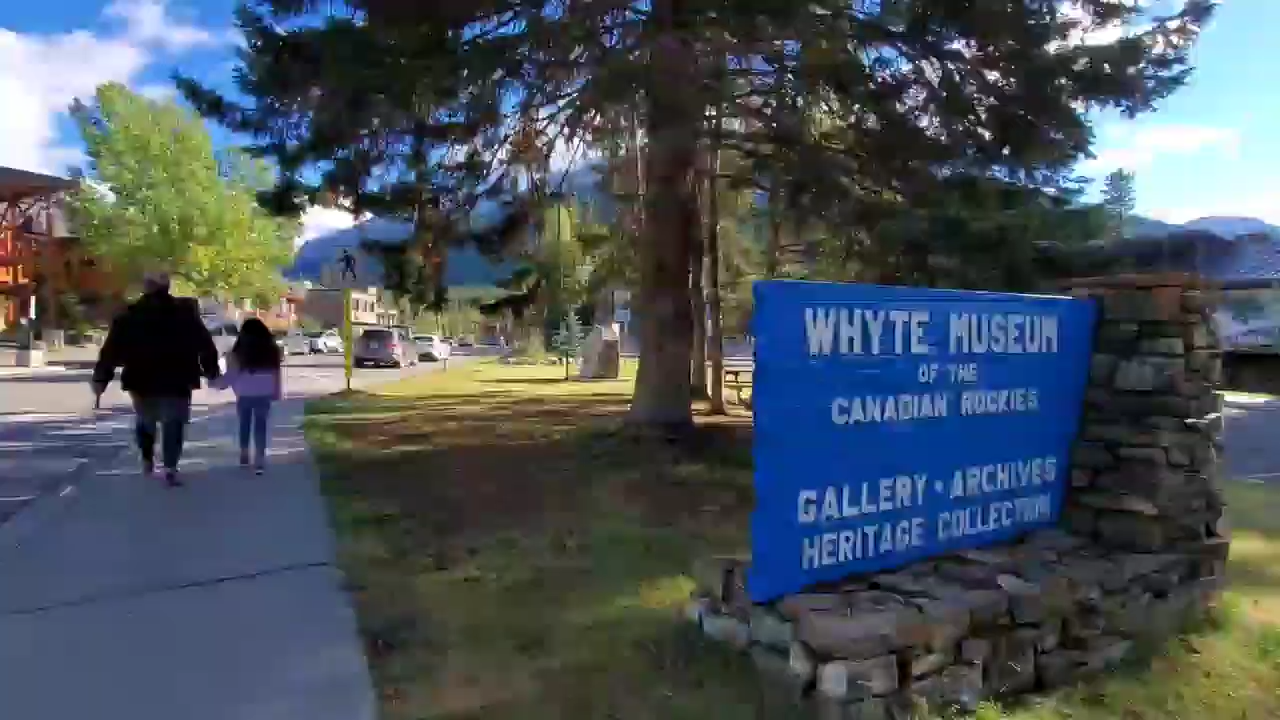 WHYTE MUSEUM
OF THE
CANADIAN ROCKIES
GALLERY • ARCHIVES
HERITAGE COLLECTION